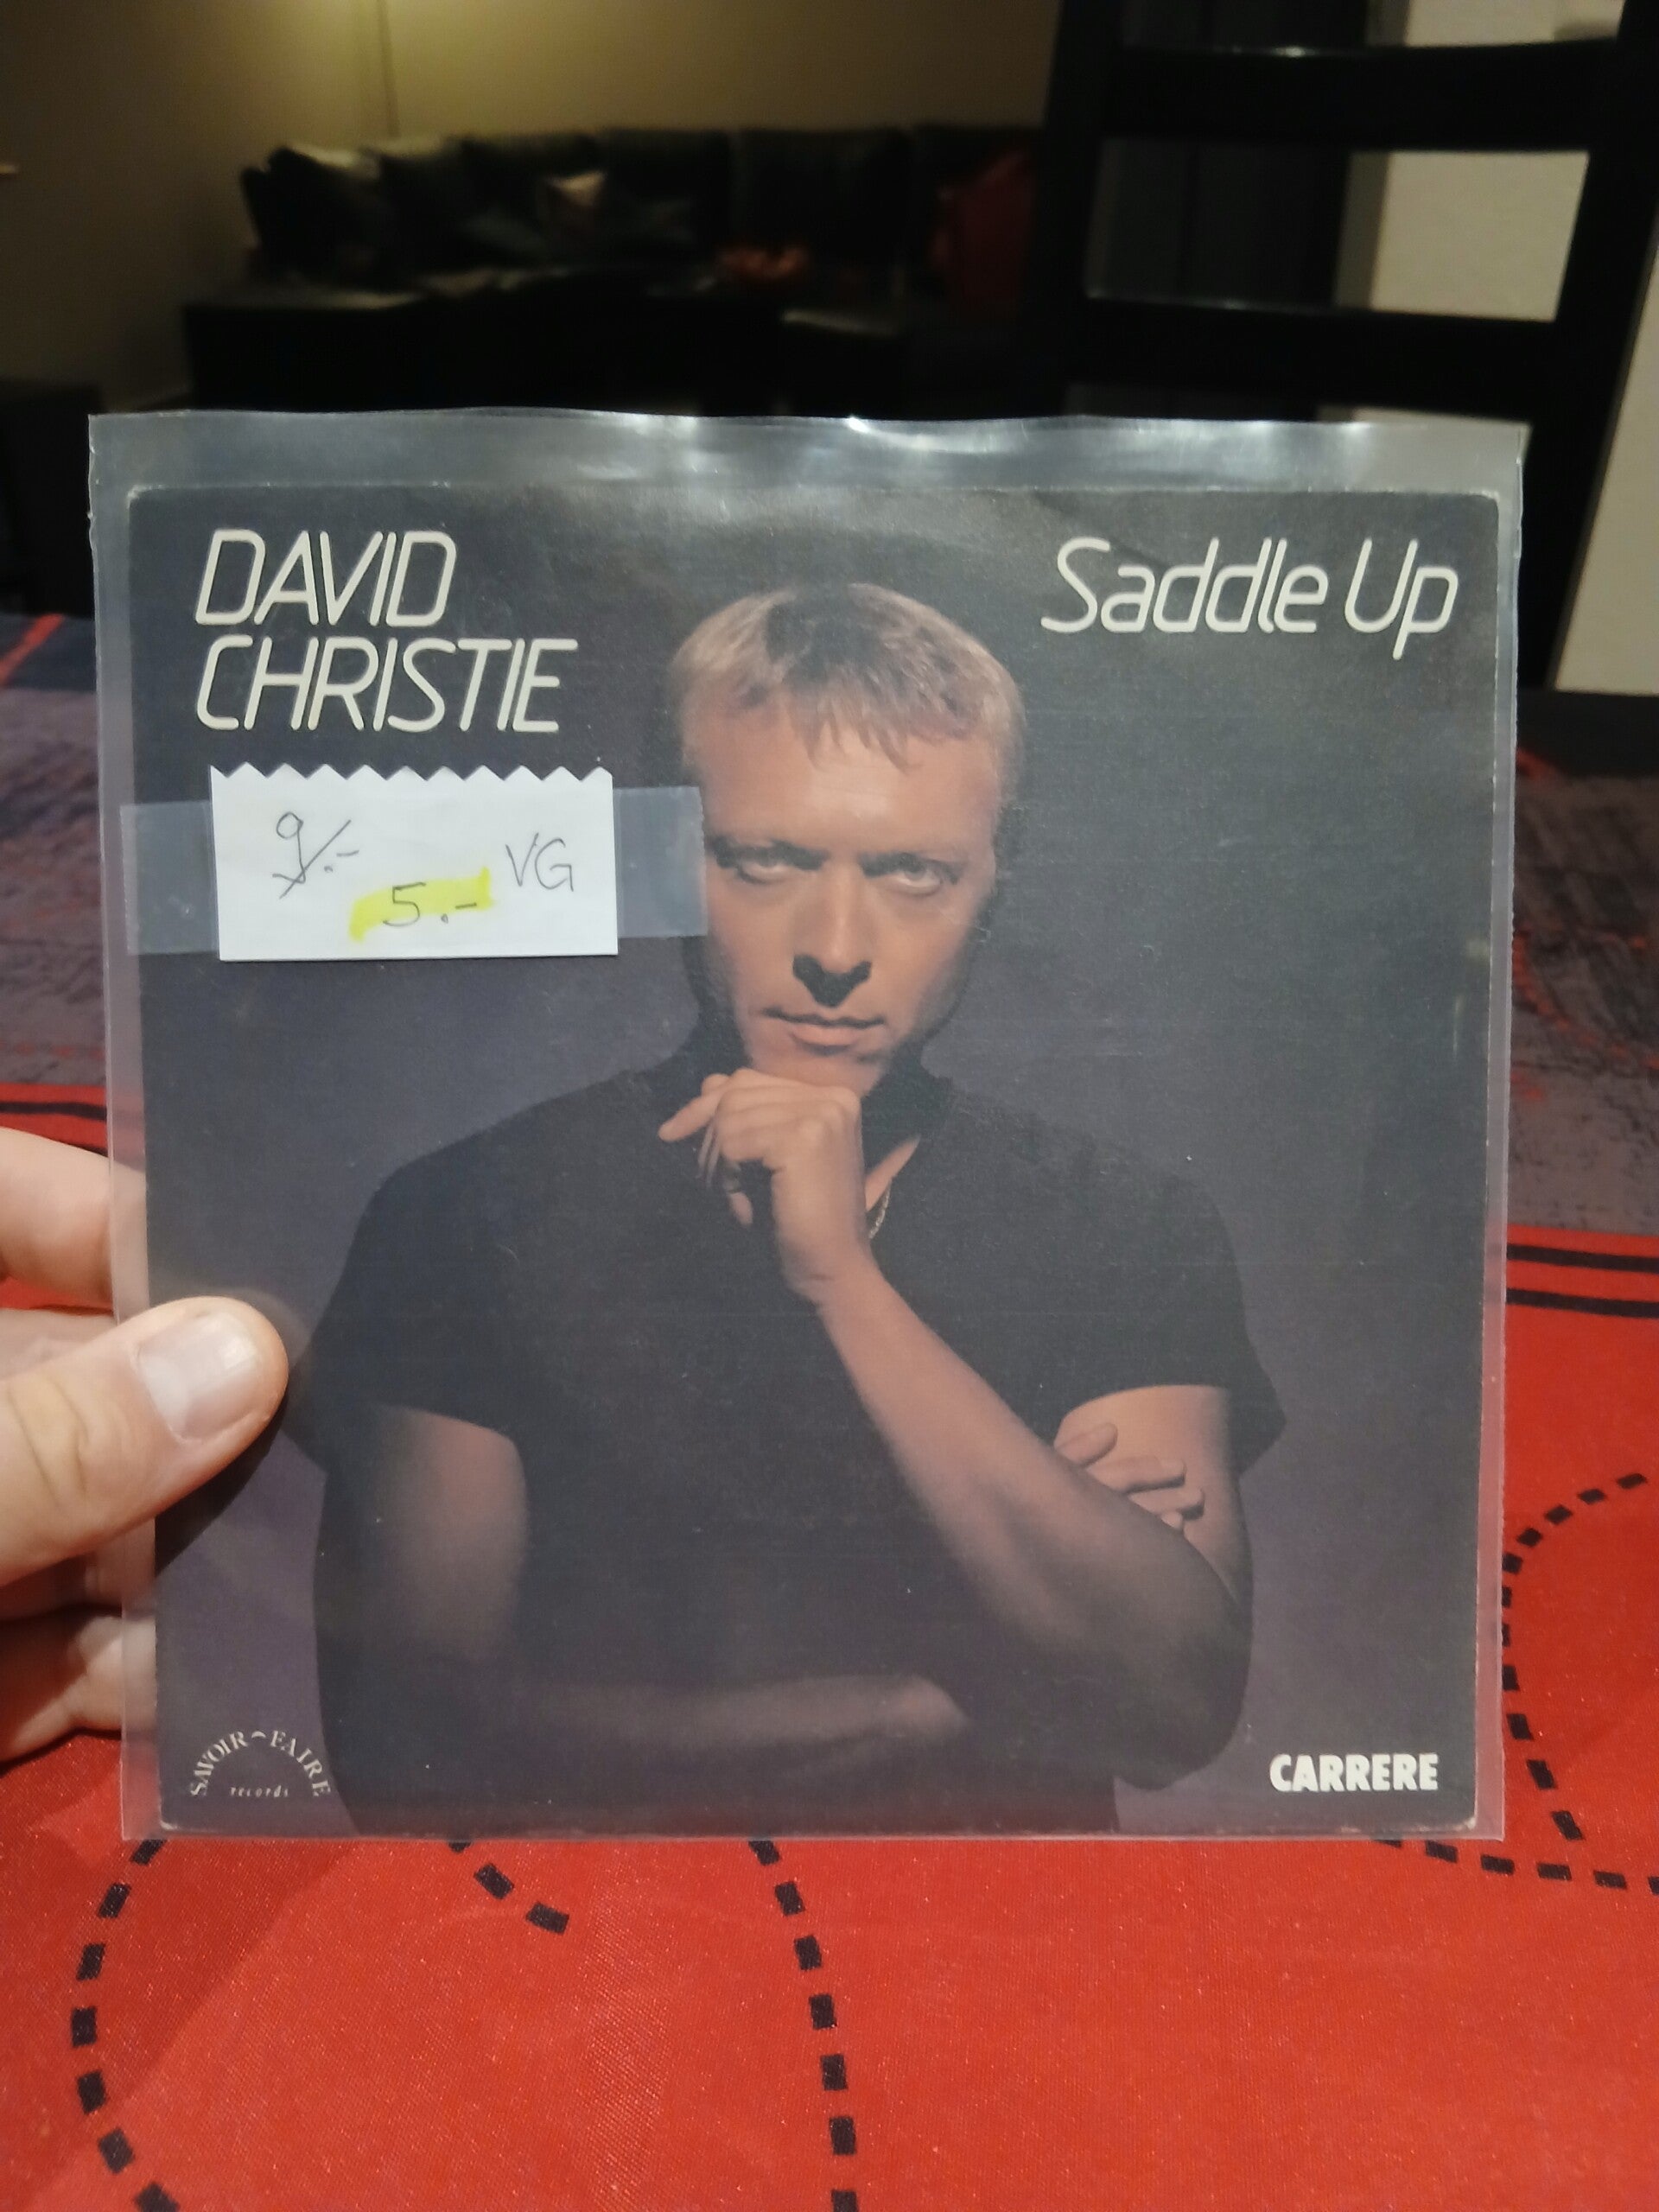 DAVID
CHRISTIE
Saddle Up
9.-
5.-
VG
SAVOIR-FAIRE
records
CARRERE